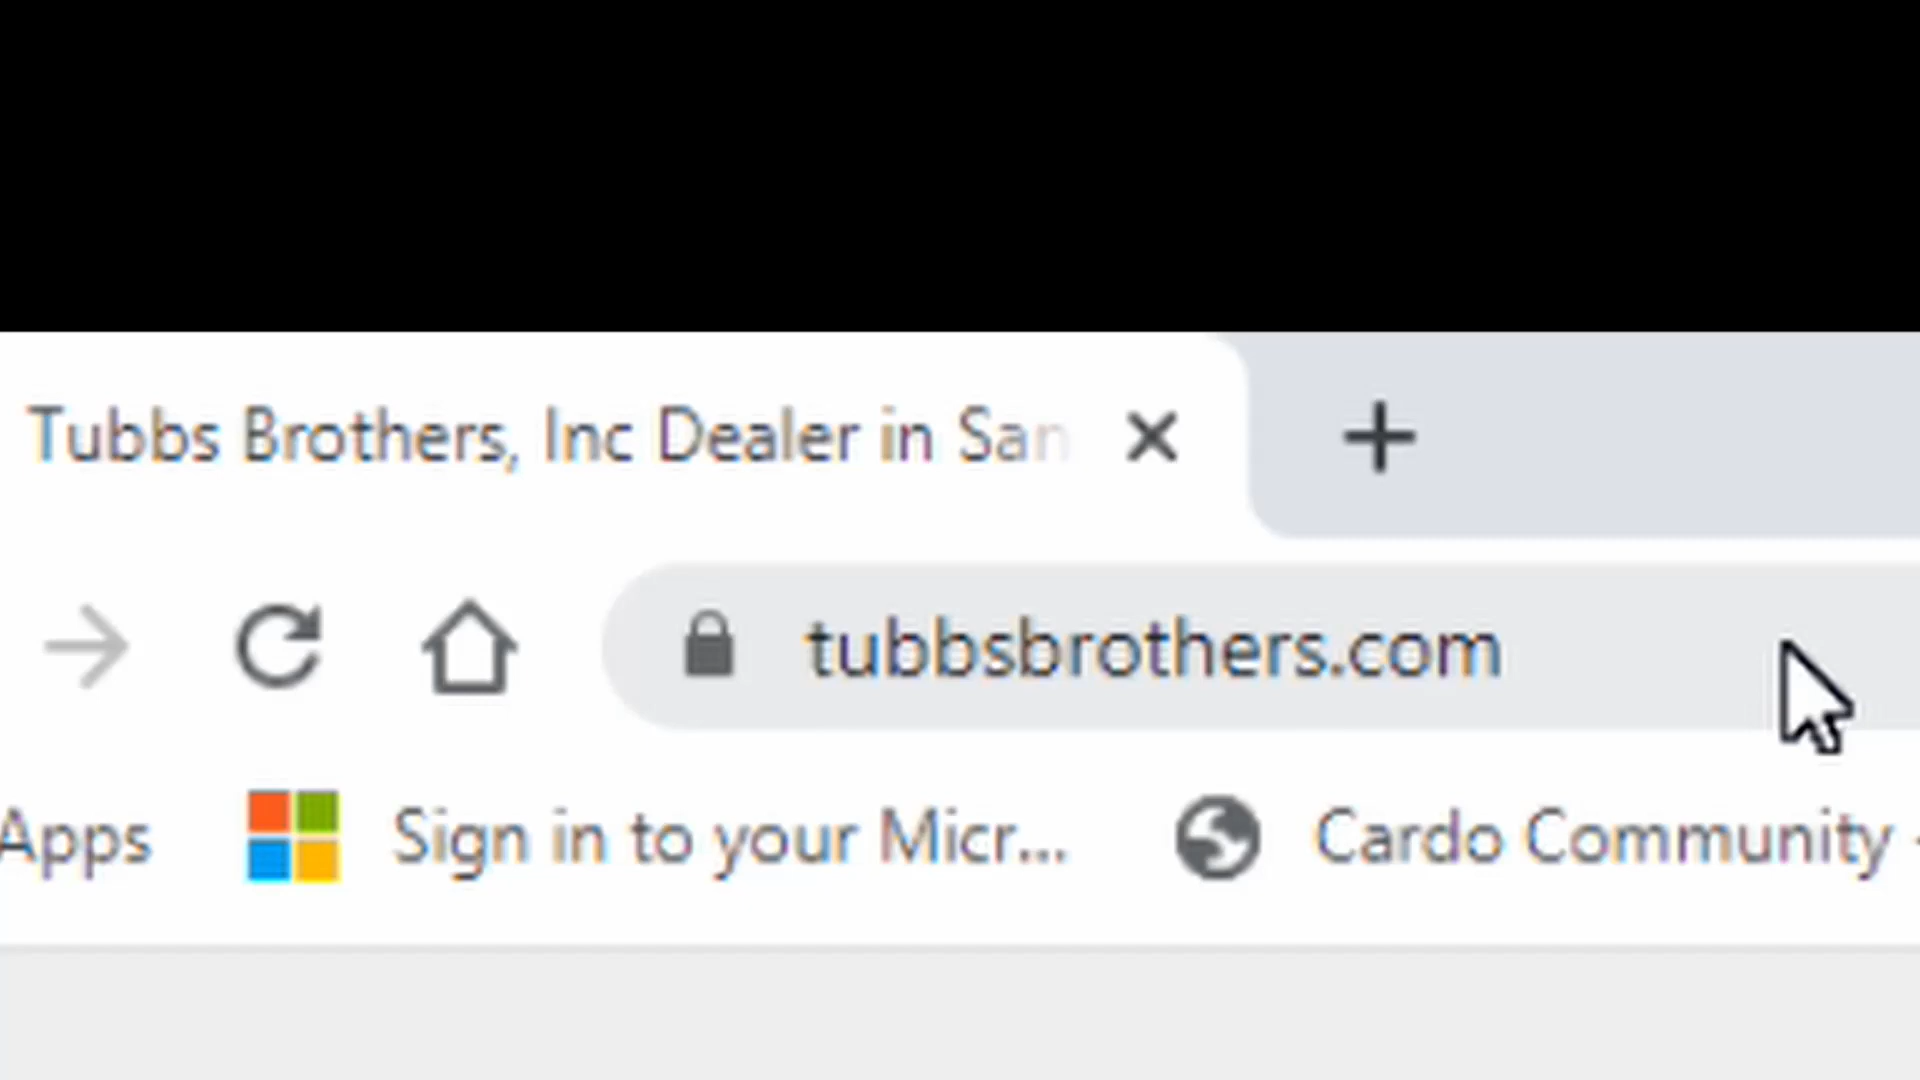 Tubbs Brothers, Inc Dealer in San
tubbsbrothers.com
Apps Sign in to your Micr... Cardo Community -